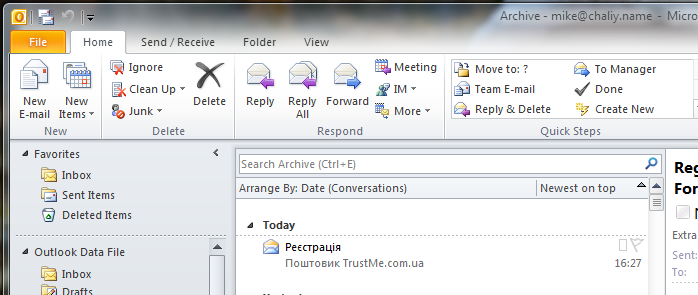 Archive - mike@chaliy.name - Micros
File Home Send / Receive Folder View
New E-mail
New Items
Ignore
Clean Up
Junk
Delete
Reply
Reply All
Forward
Meeting
IM
More
Move to: ?
Team E-mail
Reply & Delete
To Manager
Done
Create New
New Delete Respond Quick Steps
Favorites
Inbox
Sent Items
Deleted Items
Outlook Data File
Inbox
Drafts
Search Archive (Ctrl+E)
Arrange By: Date (Conversations) Newest on top
Today
Реєстрація
Поштовик TrustMe.com.ua 16:27
Reg
For
Extra
Sent:
To: